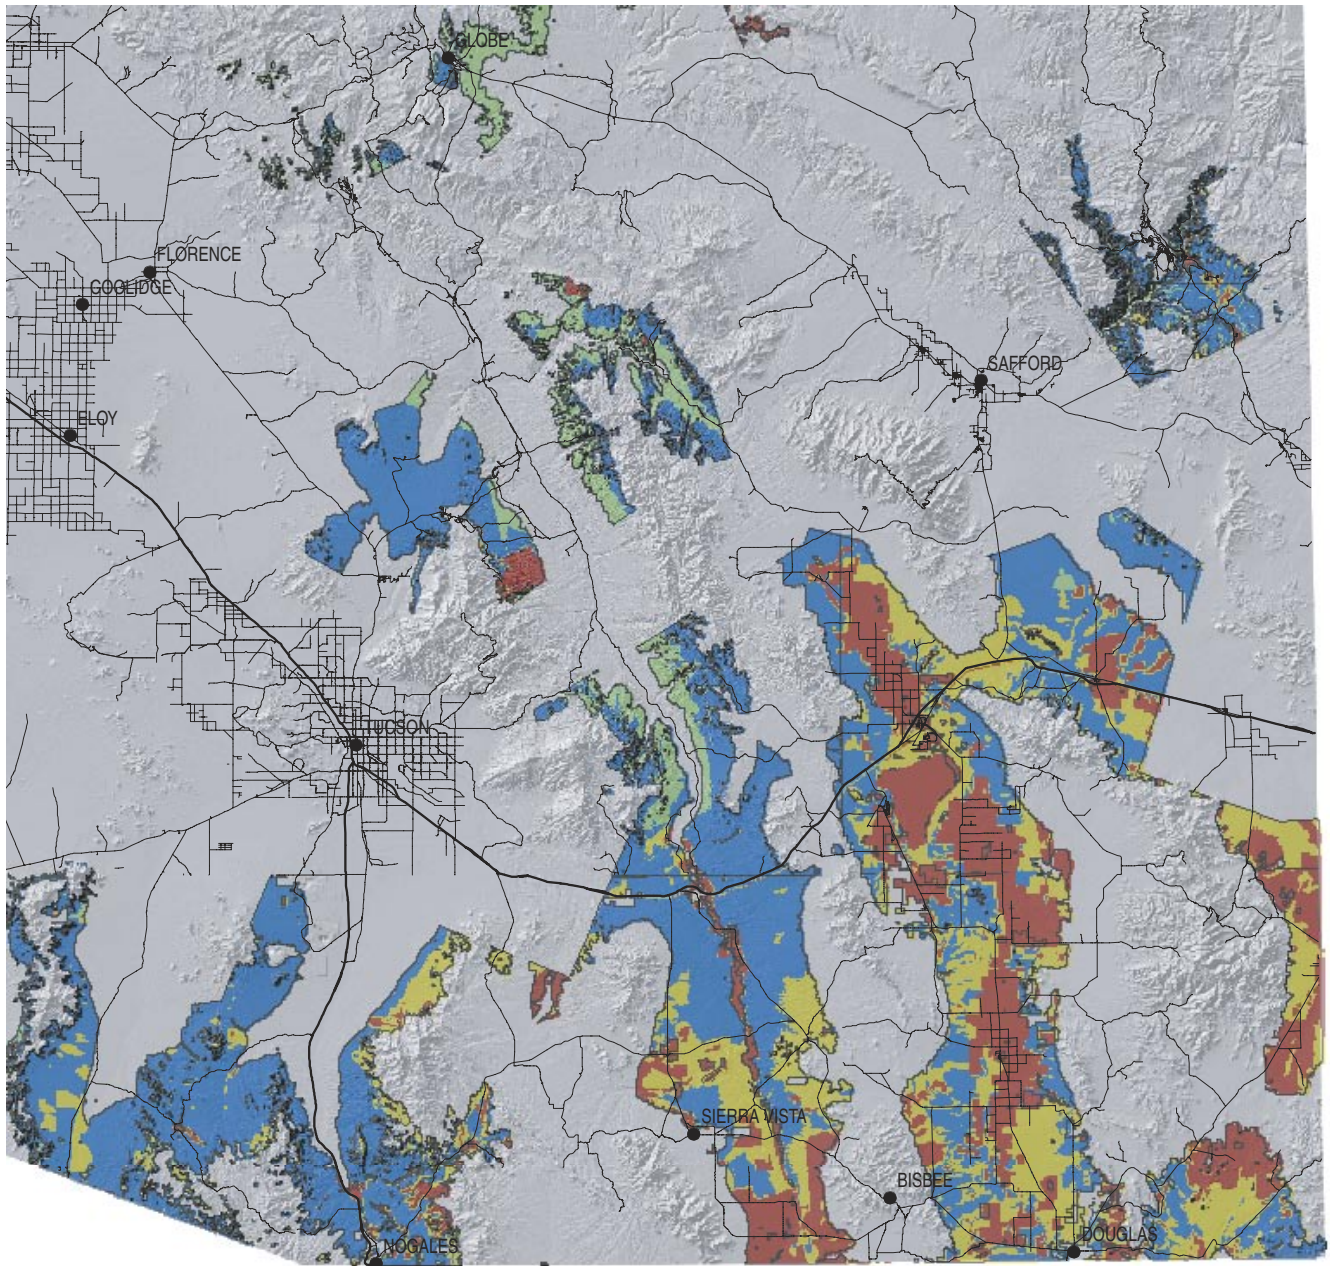 GLOBE
FLORENCE
COOLIDGE
SAFFORD
ELOY
TUCSON
SIERRA VISTA
BISBEE
DOUGLAS
NOGALES